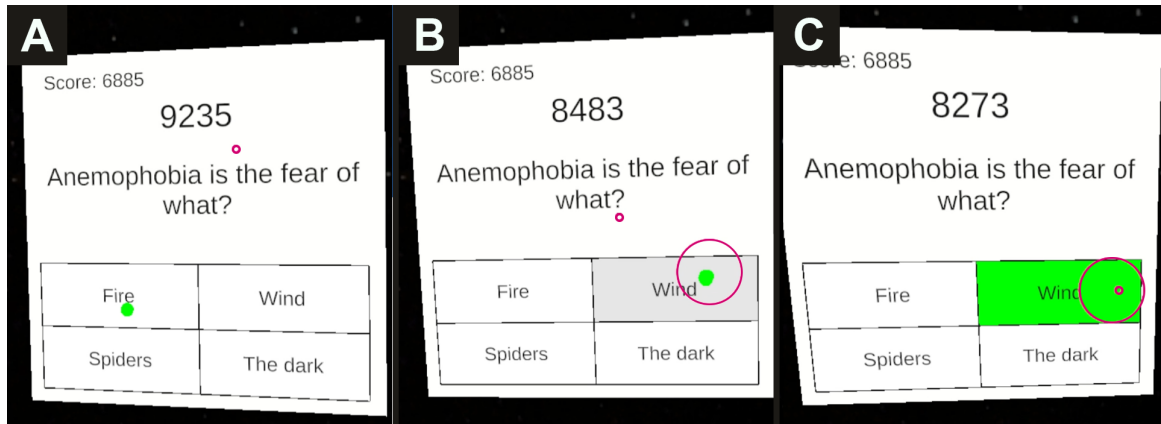 A
Score: 6885
9235
Anemophobia is the fear of
what?
Fire
Wind
Spiders
The dark
B
Score: 6885
8483
Anemophobia is the fear of
what?
Fire
Wind
Spiders
The dark
C
6885
8273
Anemophobia is the fear of
what?
Fire
Wind
Spiders
The dark